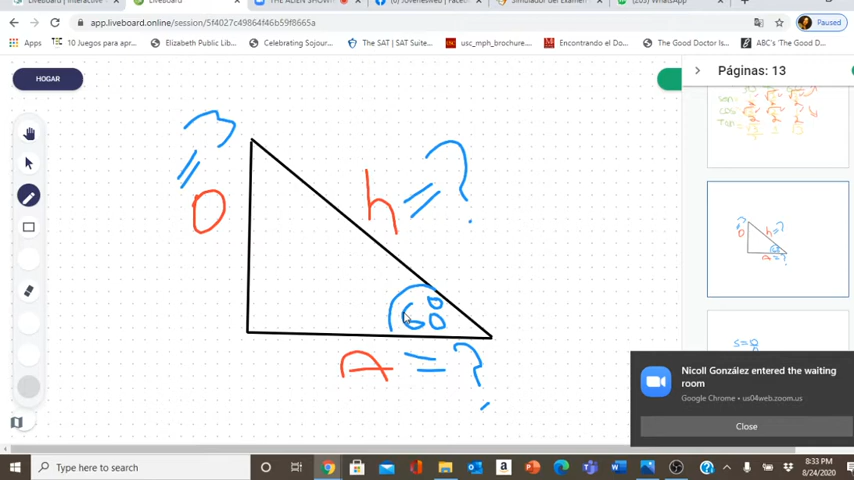 LiveBoard | Interactive
Liveboard
app.liveboard.online/session/5f4027c49864f46b59f8665a
Paused
Apps
10 Juegos para apr...
Elizabeth Public Lib...
Celebrating Sojour...
The SAT | SAT Suite...
usc_mph_brochure...
Encontrando el Do...
The Good Doctor Is...
ABC's 'The Good D...
HOGAR
Páginas: 13
= 3
O
h = ?
60°
a = ?
Nicoll González entered the waiting
room
Google Chrome • us04web.zoom.us
Close
Type here to search
8:33 PM
8/24/2020